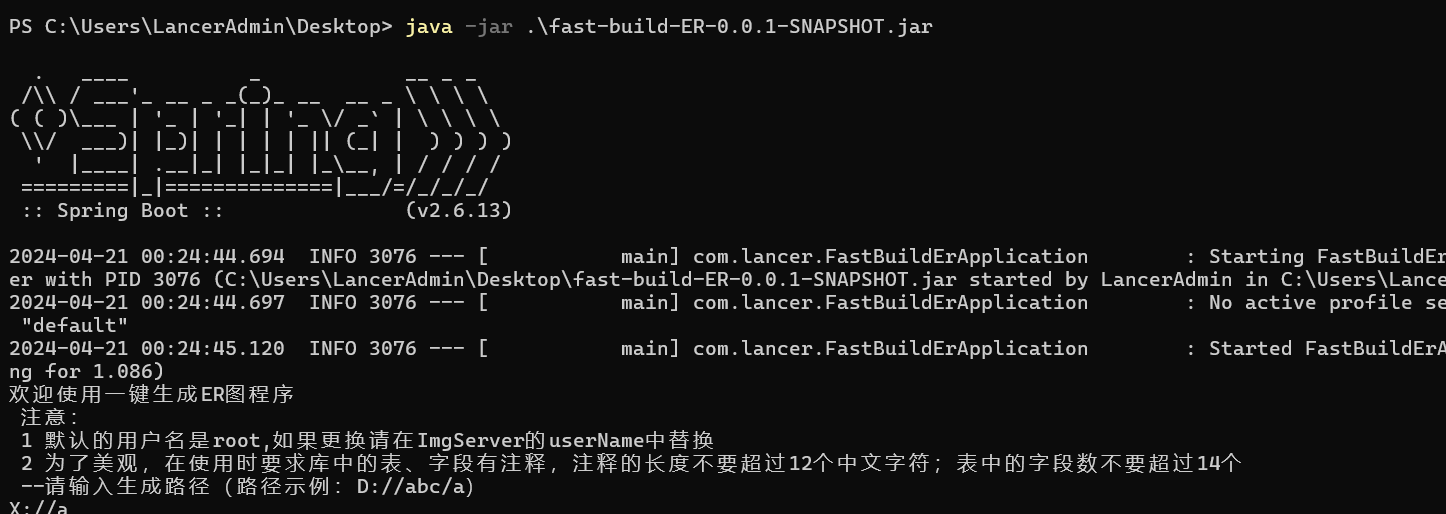 PS C:\Users\LancerAdmin\Desktop> java -jar .\fast-build-ER-0.0.1-SNAPSHOT.jar
  .   ____          _            __ _ _
 /\\ / ___'_ __ _ _(_)_ __  __ _ \ \ \ \
( ( )\___ | '_ | '_| | '_ \/ _` | \ \ \ \
 \\/  ___)| |_)| | | | | || (_| |  ) ) ) )
  '  |____| .__|_| |_|_| |_\__, | / / / /
 =========|_|==============|___/=/_/_/_/
 :: Spring Boot ::               (v2.6.13)
2024-04-21 00:24:44.694  INFO 3076 --- [           main] com.lancer.FastBuildErApplication        : Starting FastBuildEr
er with PID 3076 (C:\Users\LancerAdmin\Desktop\fast-build-ER-0.0.1-SNAPSHOT.jar started by LancerAdmin in C:\Users\Lance
2024-04-21 00:24:44.697  INFO 3076 --- [           main] com.lancer.FastBuildErApplication        : No active profile se
 "default"
2024-04-21 00:24:45.120  INFO 3076 --- [           main] com.lancer.FastBuildErApplication        : Started FastBuildErA
ng for 1.086)
欢迎使用一键生成ER图程序
 注意：
 1 默认的用户名是root,如果更换请在ImgServer的userName中替换
 2 为了美观，在使用时要求库中的表、字段有注释，注释的长度不要超过12个中文字符；表中的字段数不要超过14个
 --请输入生成路径（路径示例：D://abc/a）
X://a